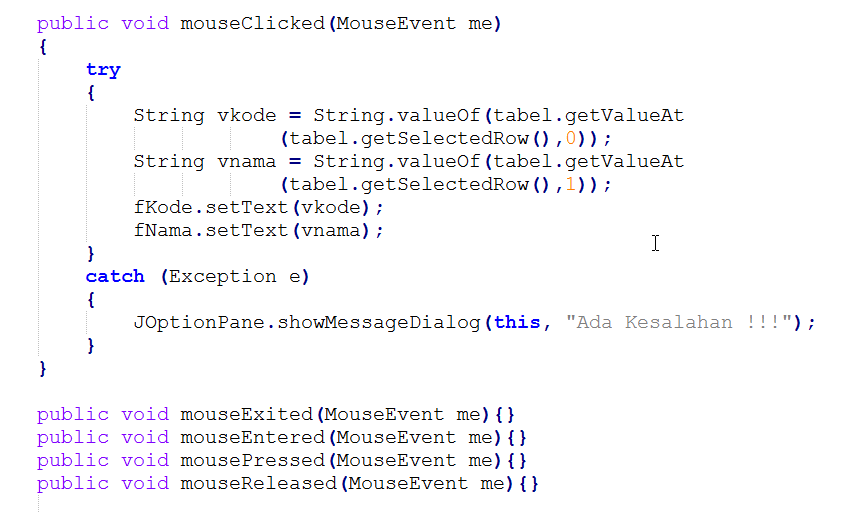 public void mouseClicked(MouseEvent me)
{
    try
    {
        String vkode = String.valueOf(tabel.getValueAt
                    (tabel.getSelectedRow(),0));
        String vnama = String.valueOf(tabel.getValueAt
                    (tabel.getSelectedRow(),1));
        fKode.setText(vkode);
        fNama.setText(vnama);
    }
    catch (Exception e)
    {
        JOptionPane.showMessageDialog(this, "Ada Kesalahan !!!");
    }
}

public void mouseExited(MouseEvent me){}
public void mouseEntered(MouseEvent me){}
public void mousePressed(MouseEvent me){}
public void mouseReleased(MouseEvent me){}